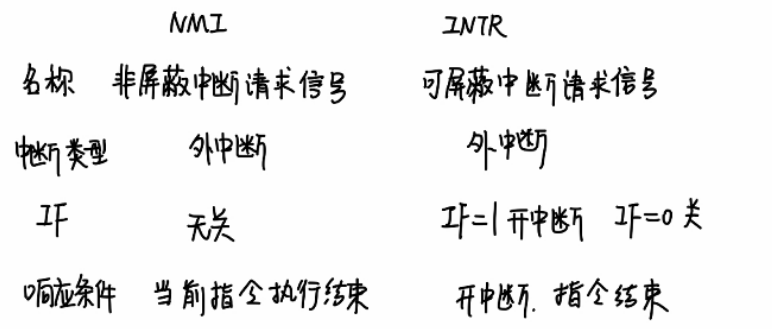 NMI INTR
名称 非屏蔽中断请求信号 可屏蔽中断请求信号
中断类型 外中断 外中断
IF 无关 IF=1开中断 IF=0关
响应条件 当前指令执行结束 开中断. 指令结束